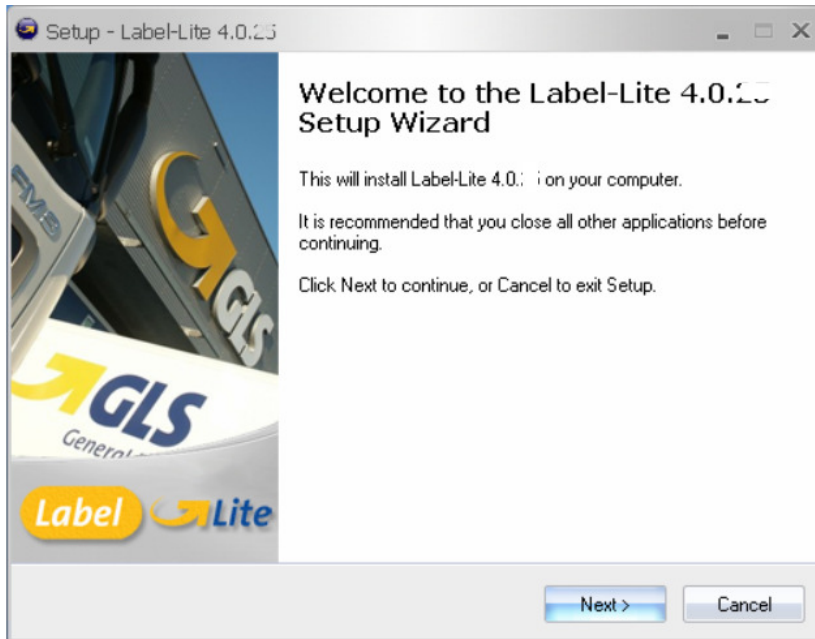 Setup - Label-Lite 4.0.25
Welcome to the Label-Lite
Setup Wizard
This will install Label-Lite 4.0. on your computer.
It is recommended that you close all other applications before
continuing.
Click Next to continue, or Cancel to exit Setup.
FM8
GLS
GLS
General
Label Lite
Next >
Cancel